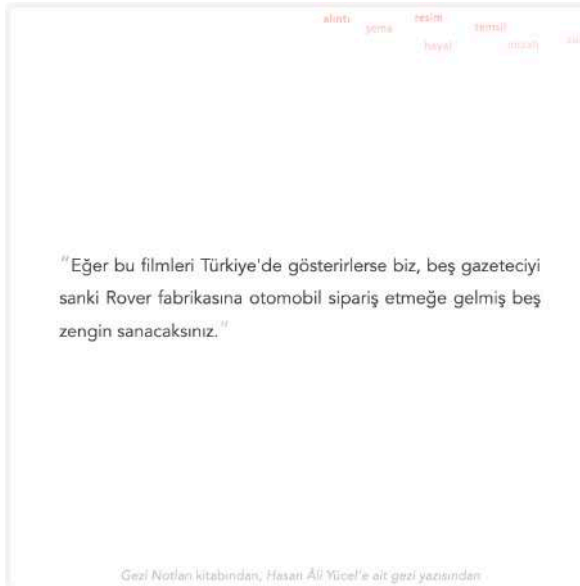 alıntı
resim
şema
temsil
hayal
mizah
"Eğer bu filmleri Türkiye'de gösterirlerse biz, beş gazeteciyi
sanki Rover fabrikasına otomobil sipariş etmeğe gelmiş beş
zengin sanacaksınız."
Gezi Notları kitabından, Hasan Âli Yücel'e ait gezi yazısından